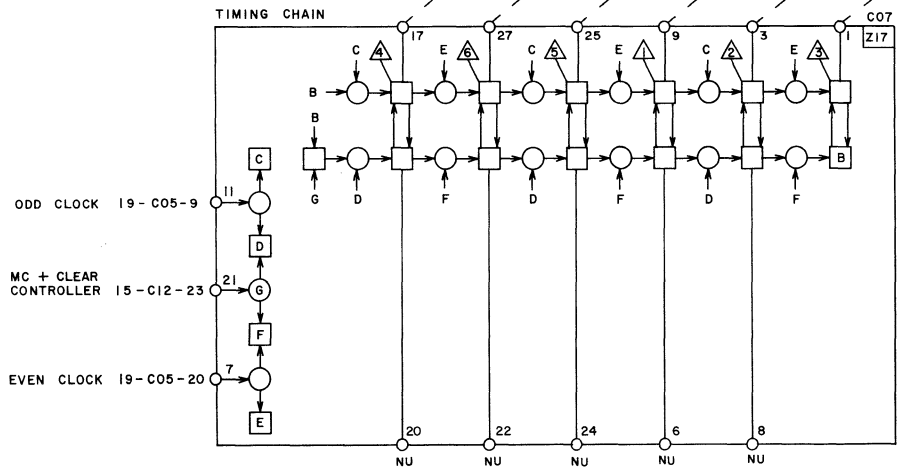 TIMING CHAIN
C07
Z17
17 27 25 9 3 1
C 4 E 6 C 5 E 1 C 2 E 3
B
B
C
B
G D F D F D F
11
ODD CLOCK 19-C05-9
D
MC + CLEAR
CONTROLLER 15-C12-23
21
G
F
7
EVEN CLOCK 19-C05-20
E
20 22 24 6 8
NU NU NU NU NU